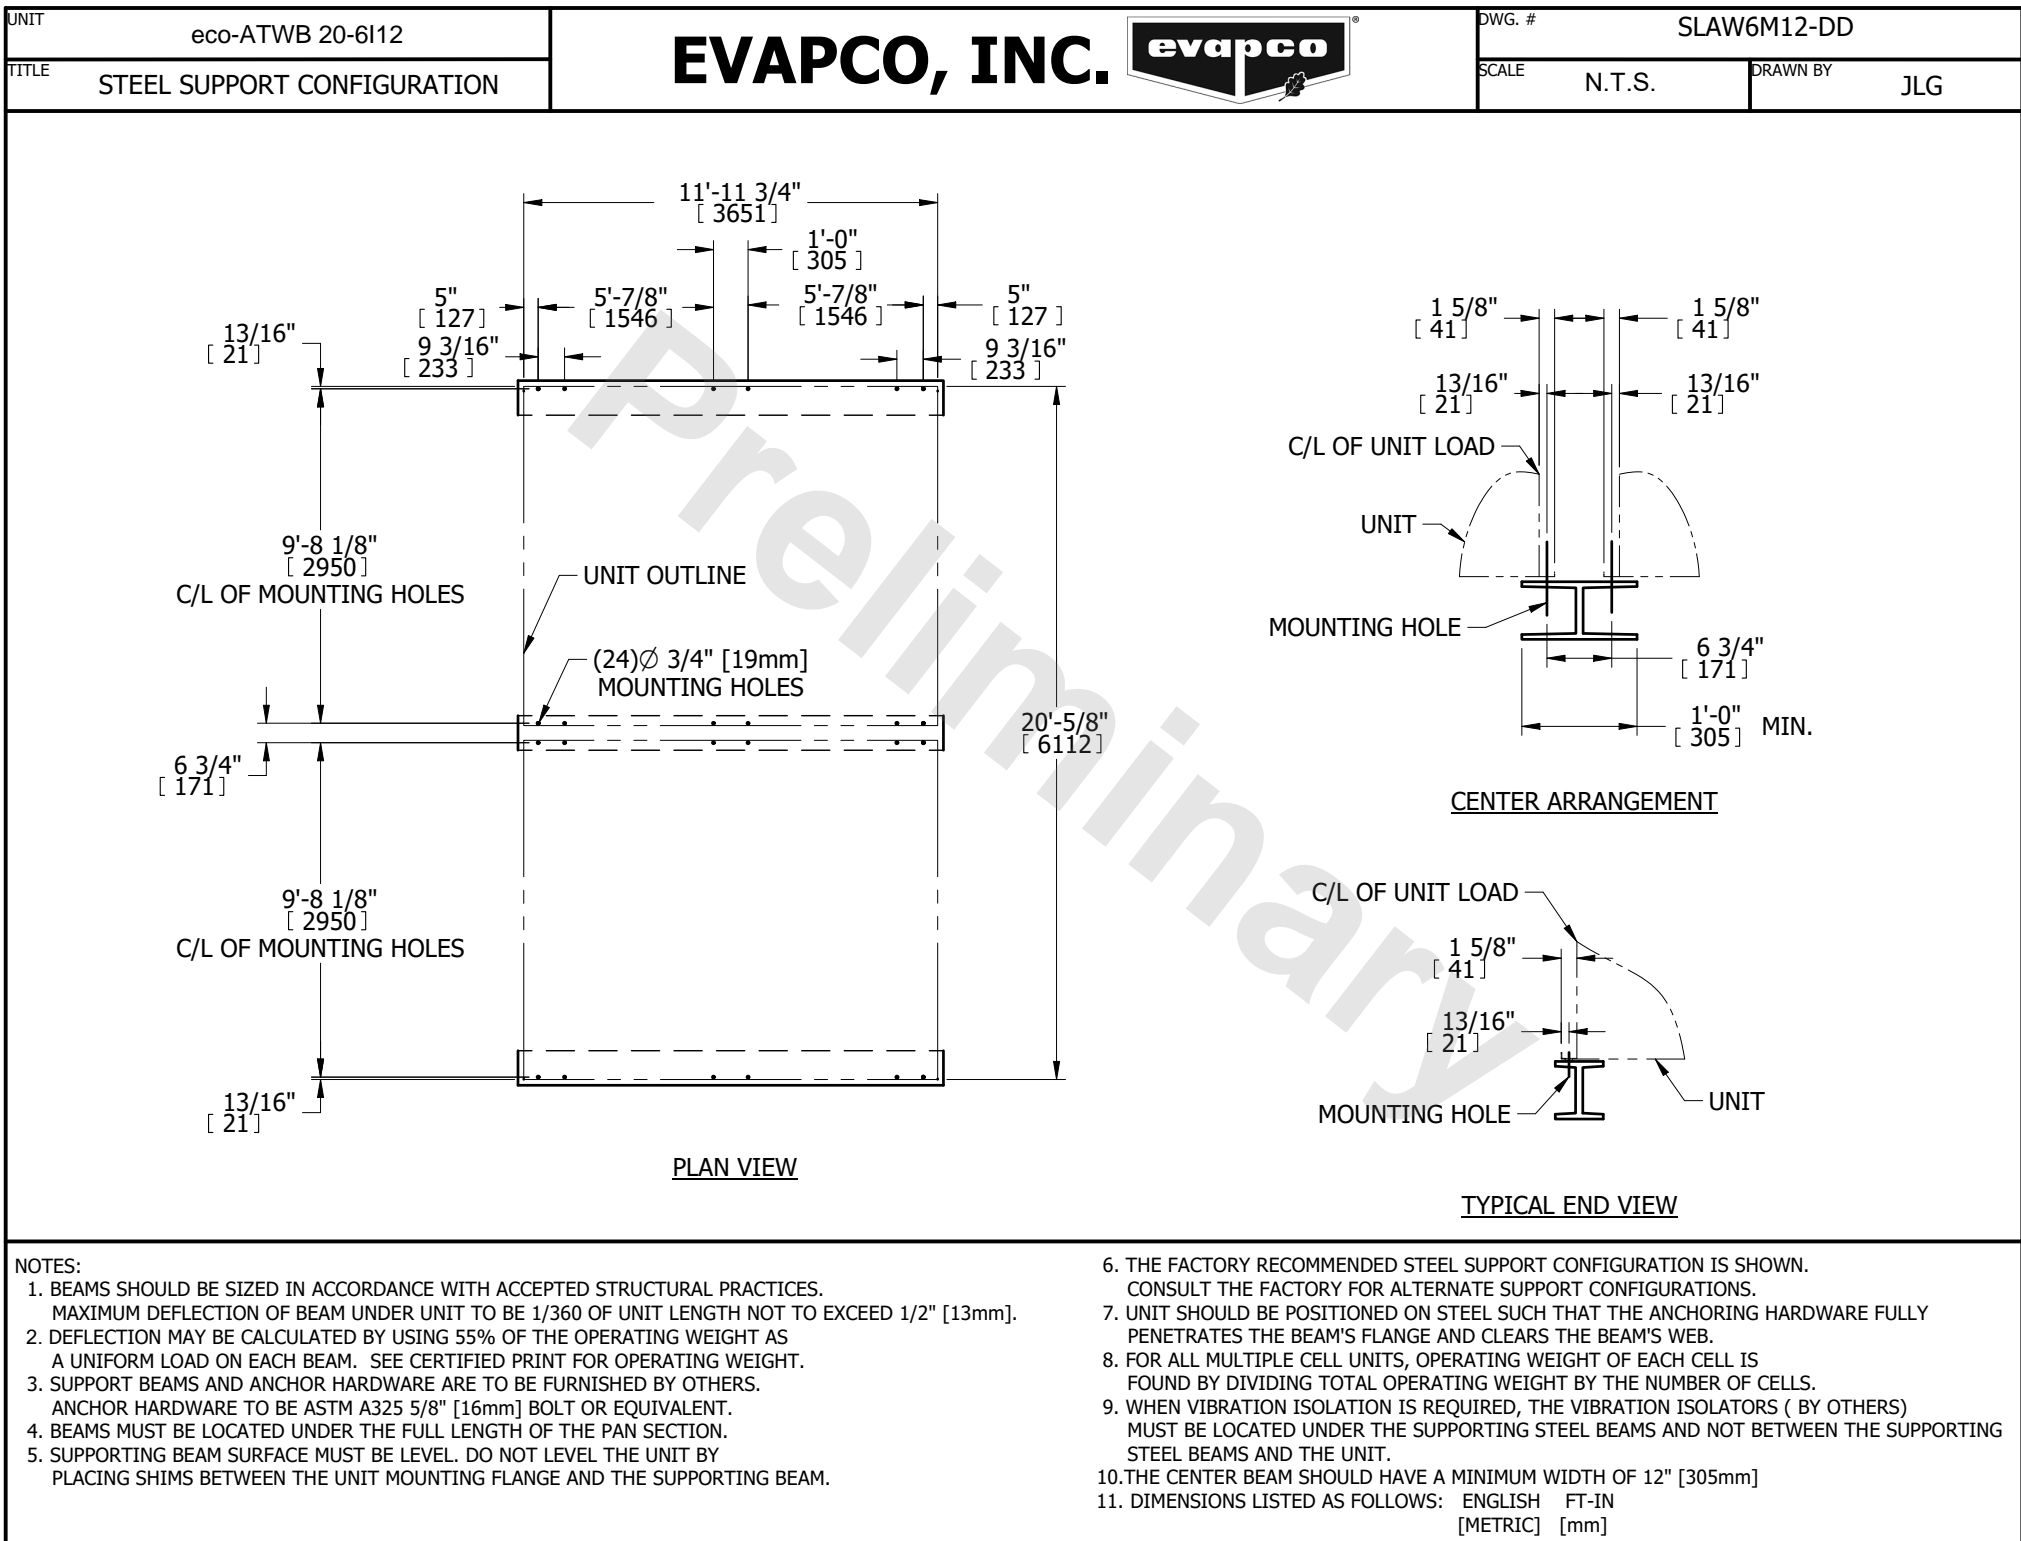 UNIT
eco-ATWB 20-6I12
TITLE
STEEL SUPPORT CONFIGURATION
EVAPCO, INC.
evapco
®
DWG. #
SLAW6M12-DD
SCALE
N.T.S.
DRAWN BY
JLG
11'-11 3/4"
[ 3651]
1'-0"
[ 305 ]
5"
[ 127]
5'-7/8"
[ 1546 ]
5'-7/8"
[ 1546 ]
5"
[ 127 ]
13/16"
[ 21]
9 3/16"
[ 233 ]
9 3/16"
[ 233 ]
9'-8 1/8"
[ 2950]
C/L OF MOUNTING HOLES
UNIT OUTLINE
(24)∅ 3/4" [19mm]
MOUNTING HOLES
6 3/4"
[ 171]
20'-5/8"
[ 6112]
9'-8 1/8"
[ 2950]
C/L OF MOUNTING HOLES
13/16"
[ 21]
PLAN VIEW
1 5/8"
[ 41]
1 5/8"
[ 41]
13/16"
[ 21]
13/16"
[ 21]
C/L OF UNIT LOAD
UNIT
MOUNTING HOLE
6 3/4"
[ 171]
1'-0"
[ 305] MIN.
CENTER ARRANGEMENT
C/L OF UNIT LOAD
1 5/8"
[ 41]
13/16"
[ 21]
MOUNTING HOLE
UNIT
TYPICAL END VIEW
Preliminary
NOTES:
1. BEAMS SHOULD BE SIZED IN ACCORDANCE WITH ACCEPTED STRUCTURAL PRACTICES.
MAXIMUM DEFLECTION OF BEAM UNDER UNIT TO BE 1/360 OF UNIT LENGTH NOT TO EXCEED 1/2" [13mm].
2. DEFLECTION MAY BE CALCULATED BY USING 55% OF THE OPERATING WEIGHT AS
A UNIFORM LOAD ON EACH BEAM. SEE CERTIFIED PRINT FOR OPERATING WEIGHT.
3. SUPPORT BEAMS AND ANCHOR HARDWARE ARE TO BE FURNISHED BY OTHERS.
ANCHOR HARDWARE TO BE ASTM A325 5/8" [16mm] BOLT OR EQUIVALENT.
4. BEAMS MUST BE LOCATED UNDER THE FULL LENGTH OF THE PAN SECTION.
5. SUPPORTING BEAM SURFACE MUST BE LEVEL. DO NOT LEVEL THE UNIT BY
PLACING SHIMS BETWEEN THE UNIT MOUNTING FLANGE AND THE SUPPORTING BEAM.
6. THE FACTORY RECOMMENDED STEEL SUPPORT CONFIGURATION IS SHOWN.
CONSULT THE FACTORY FOR ALTERNATE SUPPORT CONFIGURATIONS.
7. UNIT SHOULD BE POSITIONED ON STEEL SUCH THAT THE ANCHORING HARDWARE FULLY
PENETRATES THE BEAM'S FLANGE AND CLEARS THE BEAM'S WEB.
8. FOR ALL MULTIPLE CELL UNITS, OPERATING WEIGHT OF EACH CELL IS
FOUND BY DIVIDING TOTAL OPERATING WEIGHT BY THE NUMBER OF CELLS.
9. WHEN VIBRATION ISOLATION IS REQUIRED, THE VIBRATION ISOLATORS ( BY OTHERS)
MUST BE LOCATED UNDER THE SUPPORTING STEEL BEAMS AND NOT BETWEEN THE SUPPORTING
STEEL BEAMS AND THE UNIT.
10.THE CENTER BEAM SHOULD HAVE A MINIMUM WIDTH OF 12" [305mm]
11. DIMENSIONS LISTED AS FOLLOWS: ENGLISH FT-IN
[METRIC] [mm]